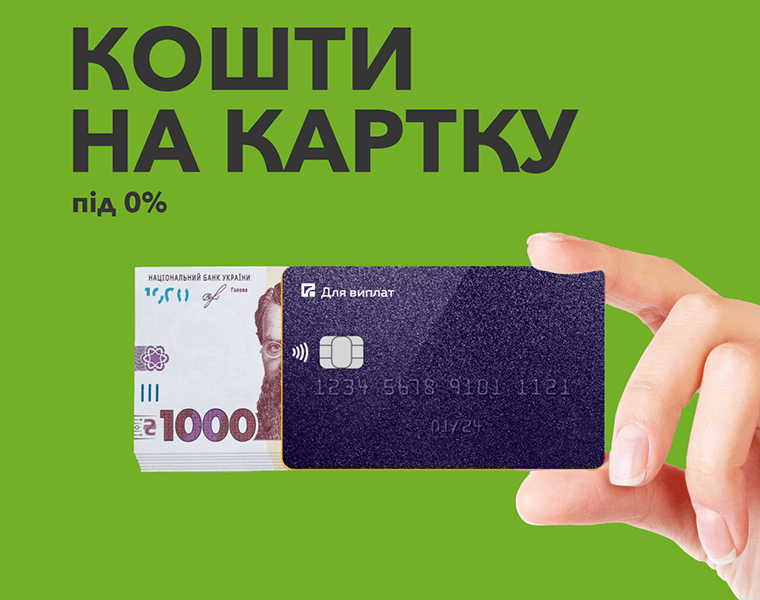 КОШТИ
НА КАРТКУ
під 0%
НАЦІОНАЛЬНИЙ БАНК УКРАЇНИ
Голова
1000
Для виплат
1234 5678 9101 1121
01/24